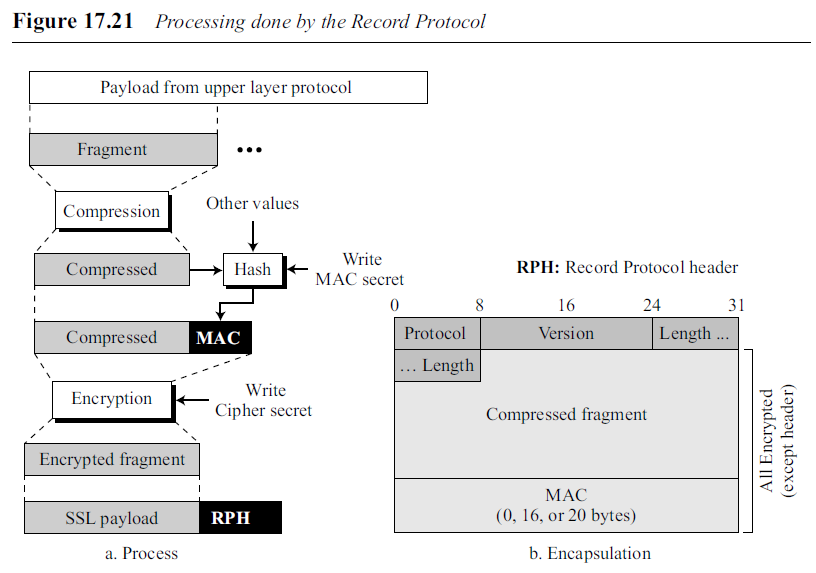 Figure 17.21 Processing done by the Record Protocol
Payload from upper layer protocol
Fragment
•••
Compression
Other values
Compressed
Hash
Write
MAC secret
Compressed
MAC
Encryption
Write
Cipher secret
Encrypted fragment
SSL payload
RPH
a. Process
RPH: Record Protocol header
0 8 16 24 31
Protocol
Version
Length ...
... Length
Compressed fragment
MAC
(0, 16, or 20 bytes)
All Encrypted
(except header)
b. Encapsulation